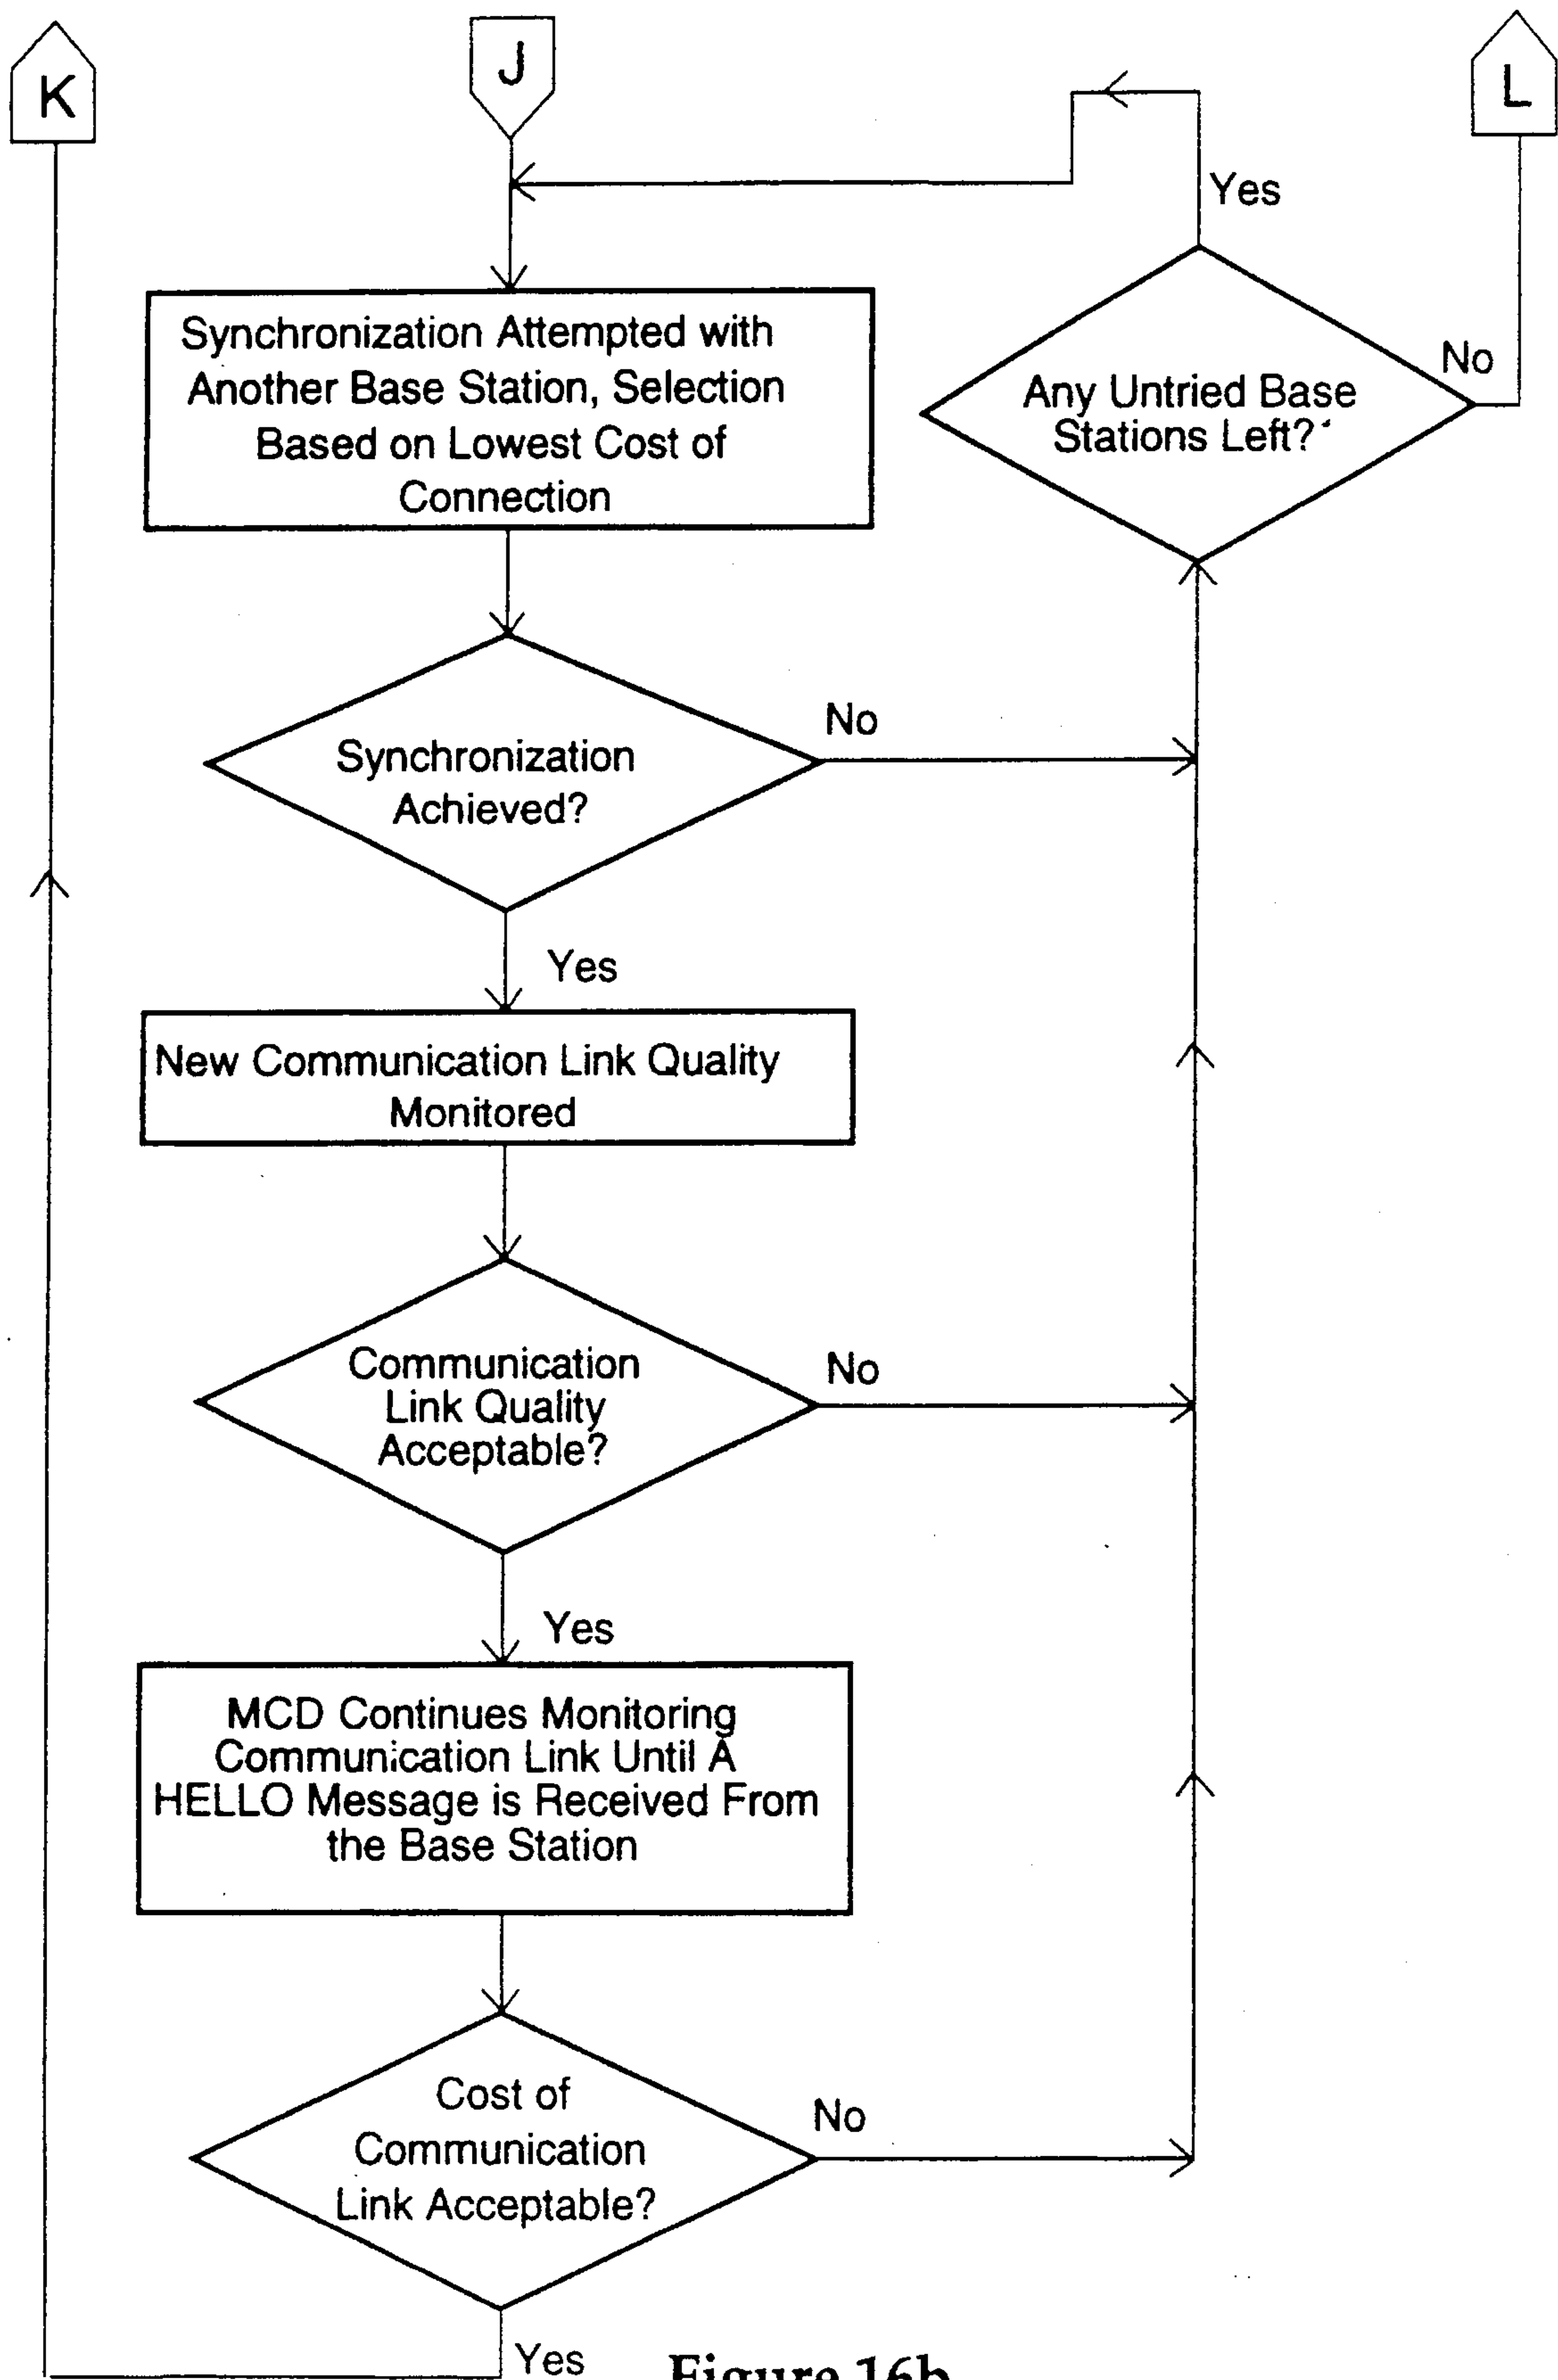 K
J
L
Yes
Synchronization Attempted with
Another Base Station, Selection
Based on Lowest Cost of
Connection
No
Any Untried Base
Stations Left?
Synchronization
Achieved?
No
Yes
New Communication Link Quality
Monitored
Communication
Link Quality
Acceptable?
No
Yes
MCD Continues Monitoring
Communication Link Until A
HELLO Message is Received From
the Base Station
Cost of
Communication
Link Acceptable?
No
Yes
Figure 16b